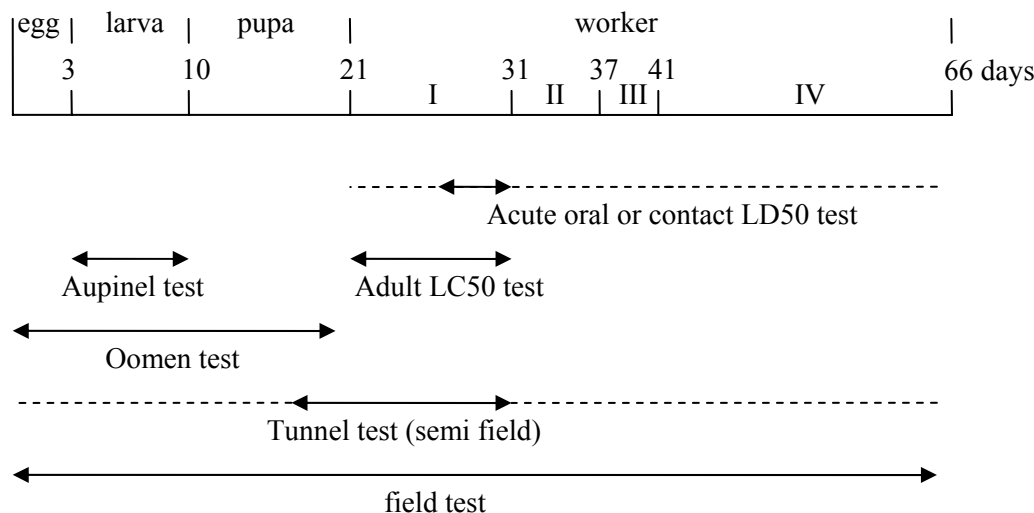 egg larva pupa worker
3 10 21 31 37 41 66 days
I II III IV
Acute oral or contact LD50 test
Aupinel test Adult LC50 test
Oomen test
Tunnel test (semi field)
field test